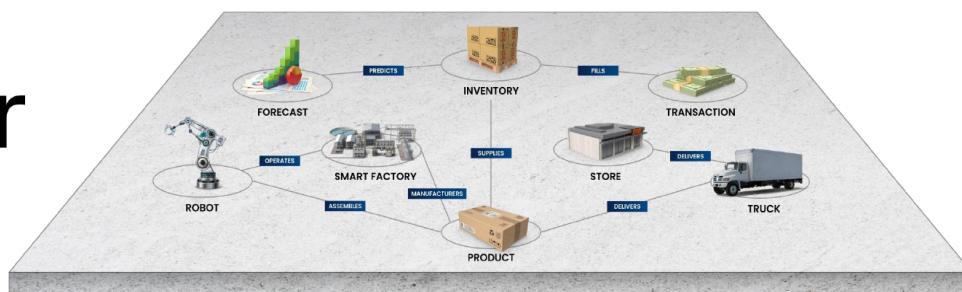 r
PREDICTS
FILLS
INVENTORY
FORECAST
TRANSACTION
OPERATES
SUPPLIES
DELIVERS
SMART FACTORY
STORE
MANUFACTURERS
ROBOT
ASSEMBLES
DELIVERS
TRUCK
PRODUCT